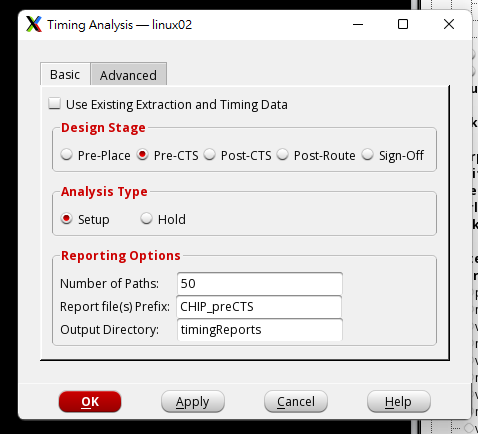 Timing Analysis — linux02
Basic Advanced
Use Existing Extraction and Timing Data
Design Stage
Pre-Place Pre-CTS Post-CTS Post-Route Sign-Off
Analysis Type
Setup Hold
Reporting Options
Number of Paths: 50
Report file(s) Prefix: CHIP_preCTS
Output Directory: timingReports
OK Apply Cancel Help